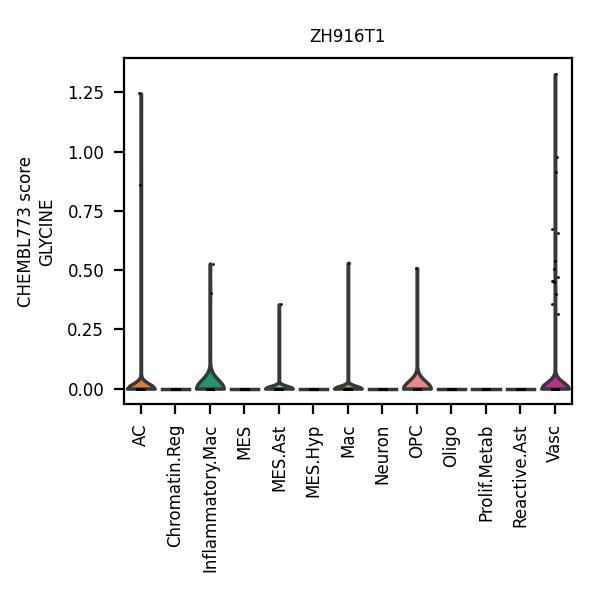 ZH916T1
CHEMBL773 score
GLYCINE
1.25
1.00
0.75
0.50
0.25
0.00
AC
Chromatin.Reg
Inflammatory.Mac
MES
MES.Ast
MES.Hyp
Mac
Neuron
OPC
Oligo
Prolif.Metab
Reactive.Ast
Vasc